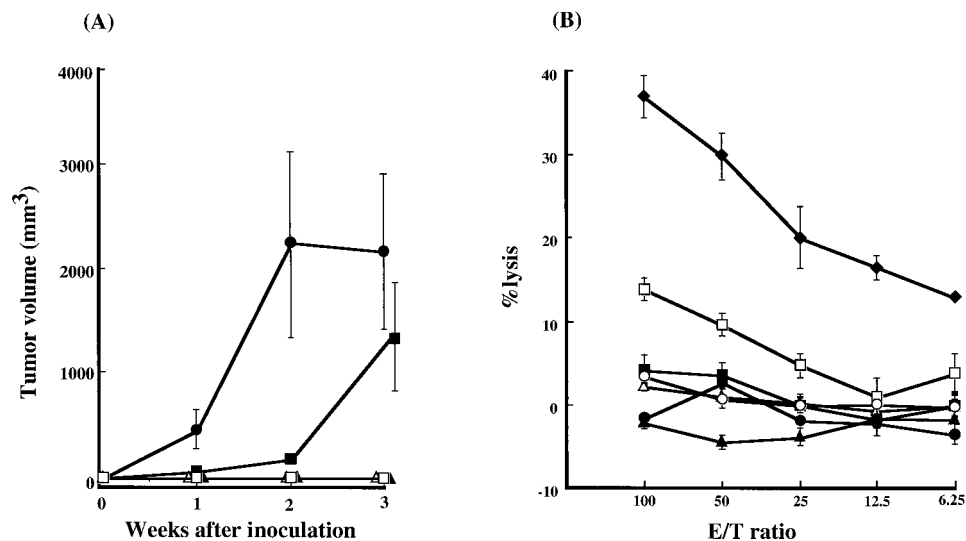 (A)
Tumor volume (mm3)
4000
3000
2000
1000
0
0 1 2 3
Weeks after inoculation
(B)
%lysis
40
30
20
10
0
-10
100 50 25 12.5 6.25
E/T ratio